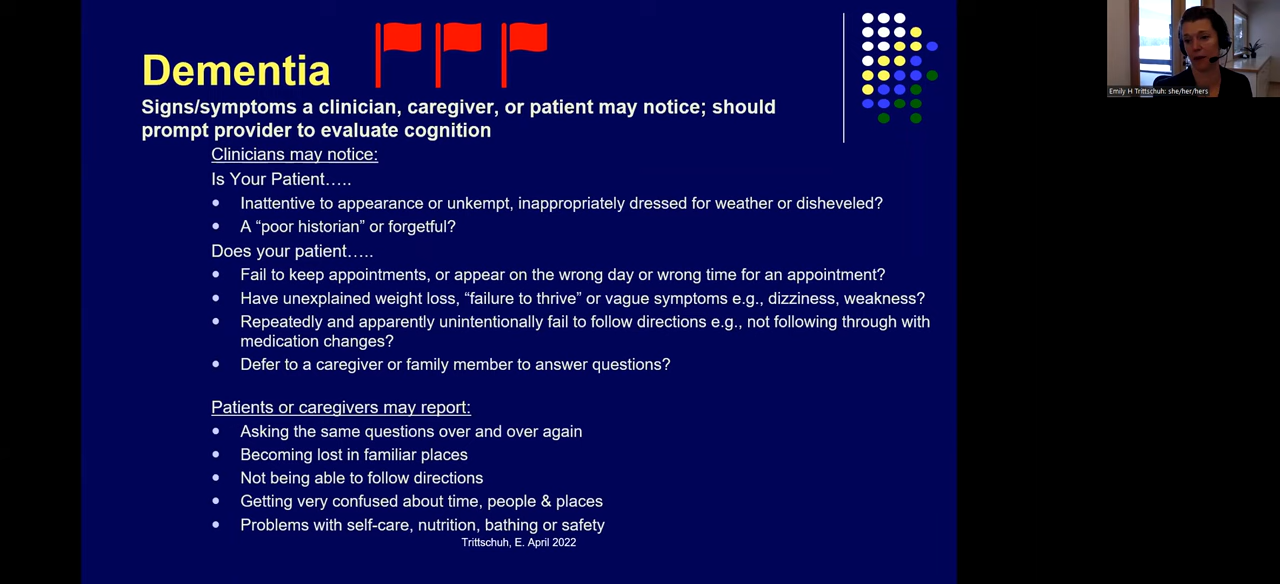 Dementia
Signs/symptoms a clinician, caregiver, or patient may notice; should
prompt provider to evaluate cognition
Clinicians may notice:
Is Your Patient…..
• Inattentive to appearance or unkempt, inappropriately dressed for weather or disheveled?
• A “poor historian” or forgetful?
Does your patient…..
• Fail to keep appointments, or appear on the wrong day or wrong time for an appointment?
• Have unexplained weight loss, “failure to thrive” or vague symptoms e.g., dizziness, weakness?
• Repeatedly and apparently unintentionally fail to follow directions e.g., not following through with
medication changes?
• Defer to a caregiver or family member to answer questions?
Patients or caregivers may report:
• Asking the same questions over and over again
• Becoming lost in familiar places
• Not being able to follow directions
• Getting very confused about time, people & places
• Problems with self-care, nutrition, bathing or safety
Trittschuh, E. April 2022
Emily H Trittschuh: she/her/hers